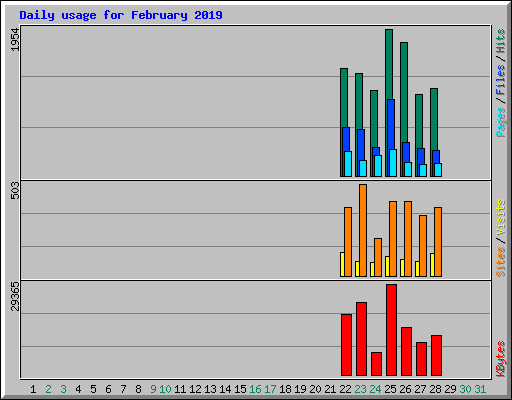 Daily usage for February 2019
1954
Pages / Files / Hits
503
Sites / Visits
29365
KBytes
1 2 3 4 5 6 7 8 9 10 11 12 13 14 15 16 17 18 19 20 21 22 23 24 25 26 27 28 29 30 31